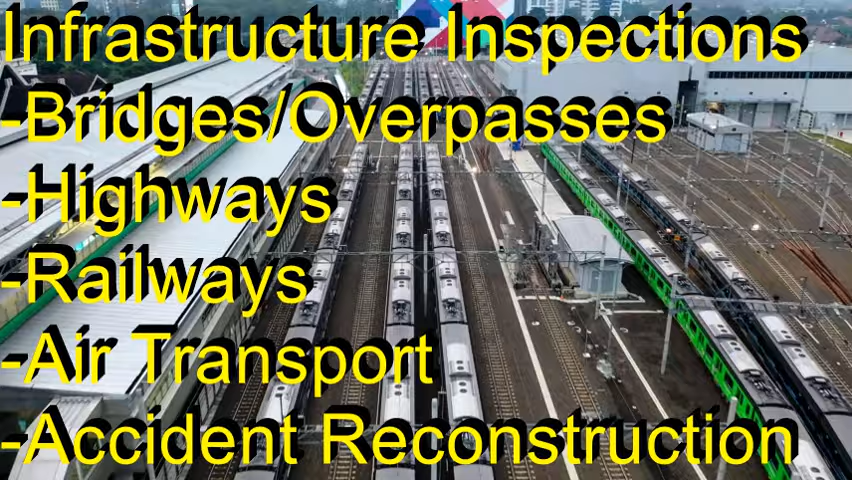 Infrastructure Inspections
-Bridges/Overpasses
-Highways
-Railways
-Air Transport
-Accident Reconstruction